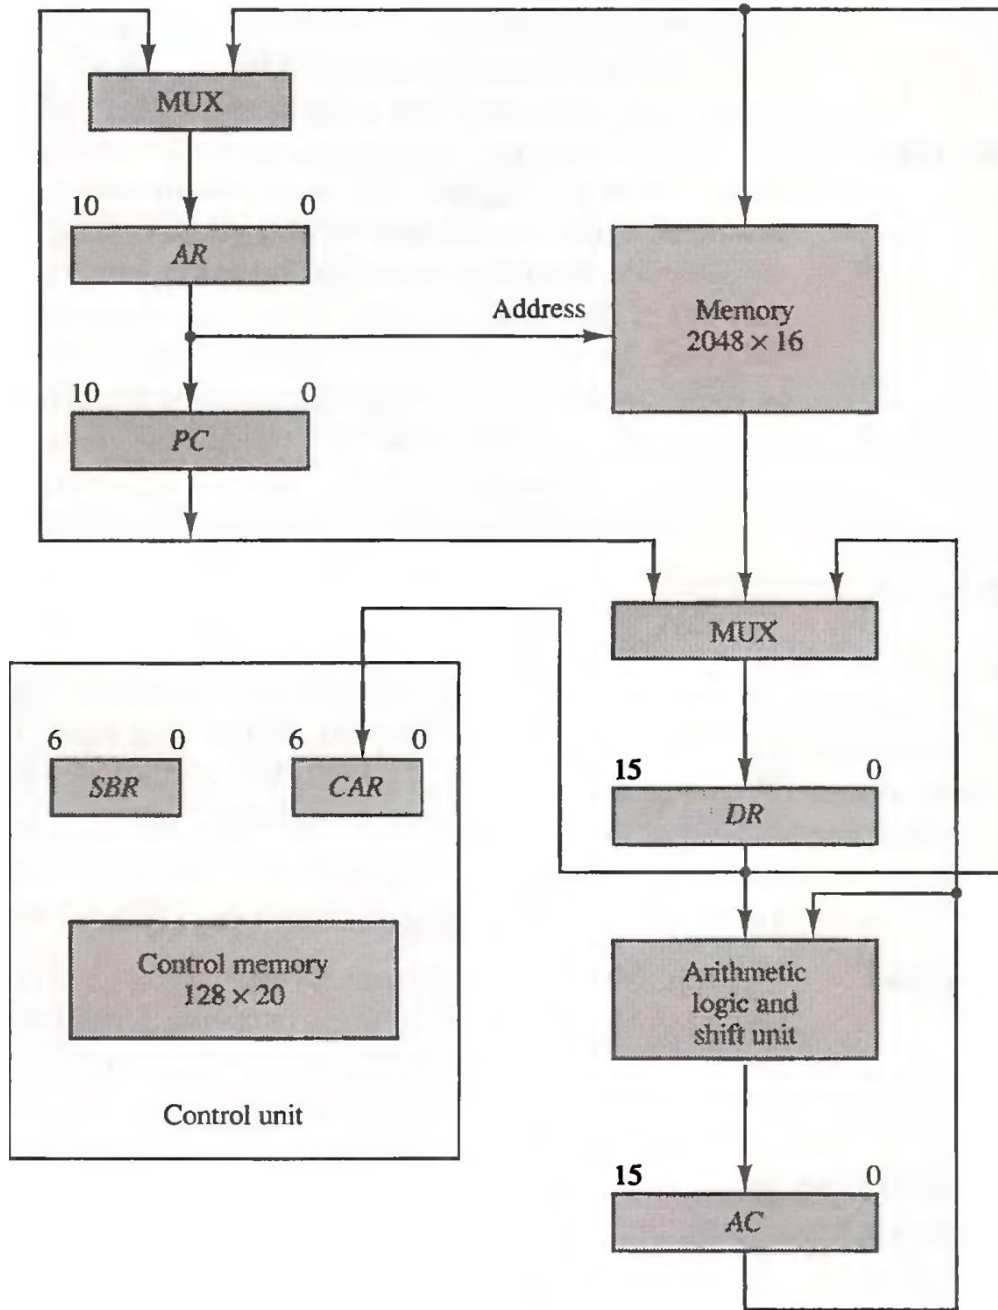 MUX
10 0
AR
Address
Memory
2048 × 16
10 0
PC
MUX
6 0
SBR
6 0
CAR
15 0
DR
Control memory
128 × 20
Arithmetic
logic and
shift unit
Control unit
15 0
AC